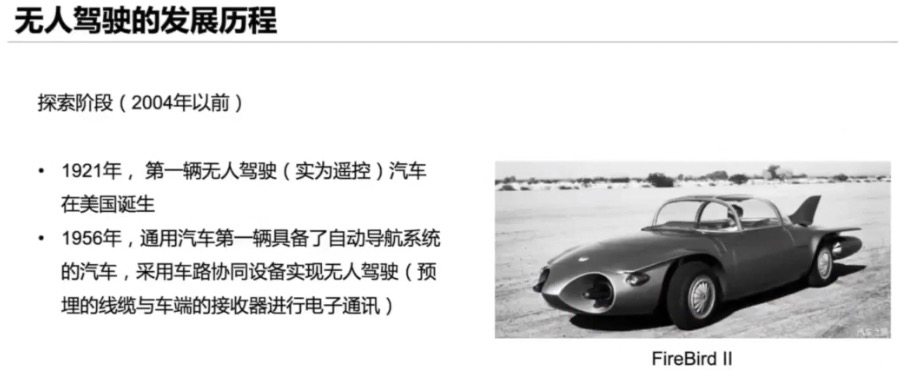 无人驾驶的发展历程
探索阶段（2004年以前）
• 1921年， 第一辆无人驾驶（实为遥控）汽车
在美国诞生
• 1956年，通用汽车第一辆具备了自动导航系统
的汽车，采用车路协同设备实现无人驾驶（预
埋的线缆与车端的接收器进行电子通讯）
汽车之家
FireBird II